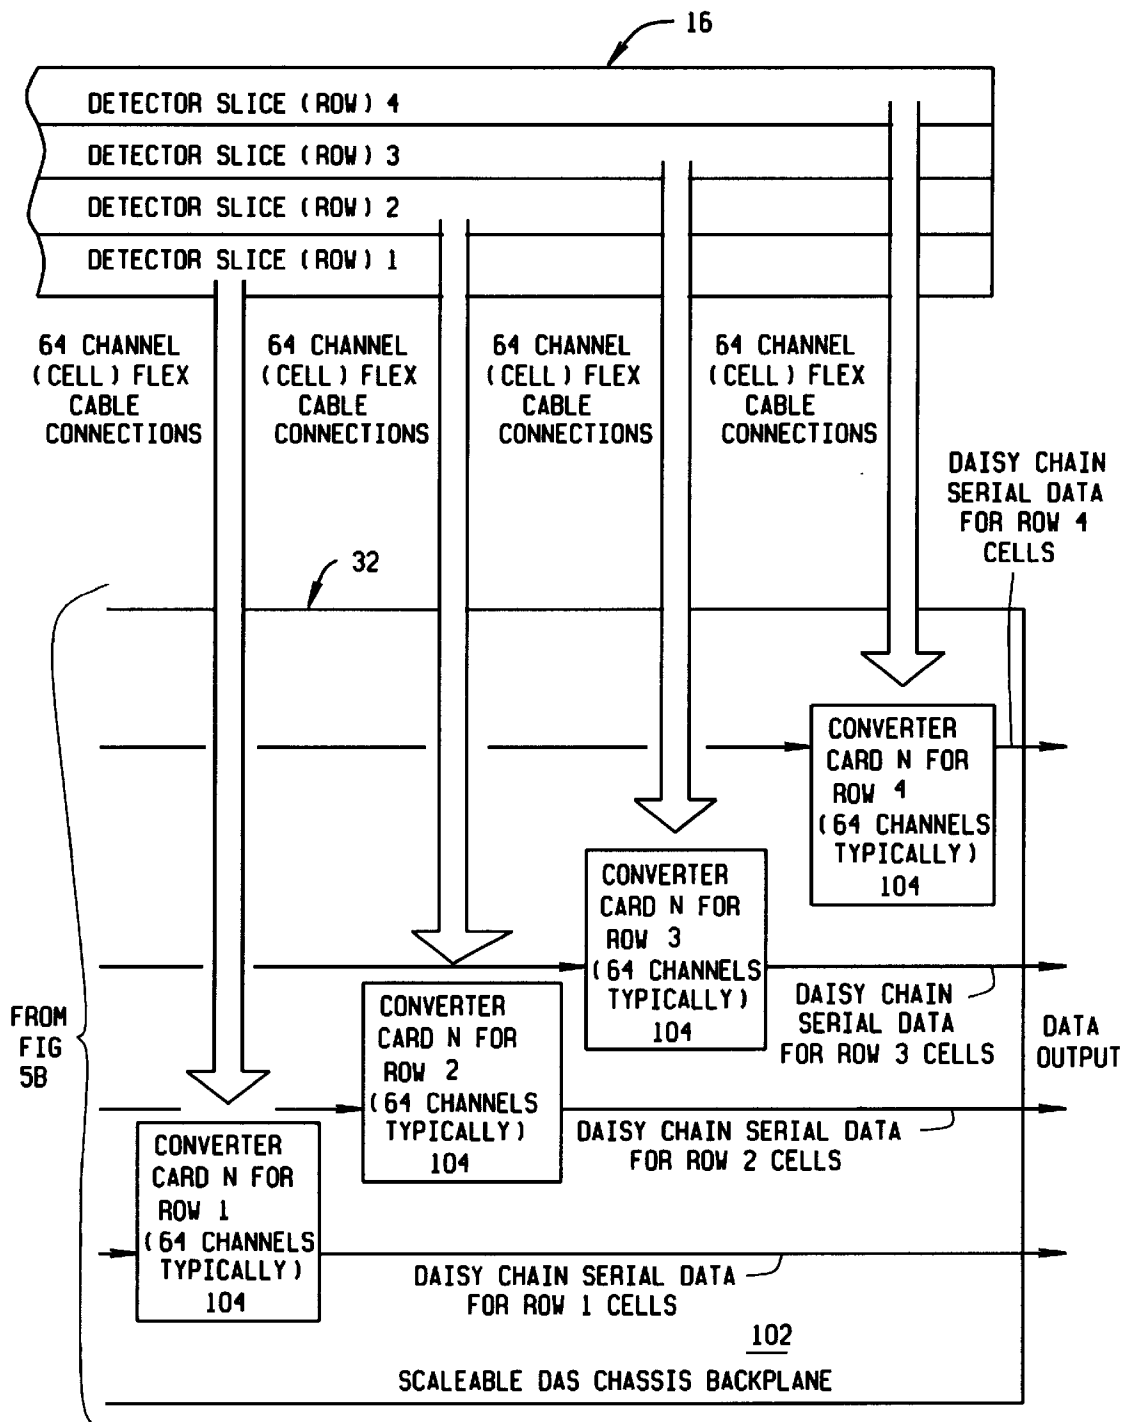 16
DETECTOR SLICE (ROW) 4
DETECTOR SLICE (ROW) 3
DETECTOR SLICE (ROW) 2
DETECTOR SLICE (ROW) 1
64 CHANNEL
(CELL) FLEX
CABLE
CONNECTIONS
64 CHANNEL
(CELL) FLEX
CABLE
CONNECTIONS
64 CHANNEL
(CELL) FLEX
CABLE
CONNECTIONS
64 CHANNEL
(CELL) FLEX
CABLE
CONNECTIONS
DAISY CHAIN
SERIAL DATA
FOR ROW 4
CELLS
32
CONVERTER
CARD N FOR
ROW 4
(64 CHANNELS
TYPICALLY)
104
CONVERTER
CARD N FOR
ROW 3
(64 CHANNELS
TYPICALLY)
104
DAISY CHAIN
SERIAL DATA
FOR ROW 3 CELLS
DATA
OUTPUT
FROM
FIG
5B
CONVERTER
CARD N FOR
ROW 2
(64 CHANNELS
TYPICALLY)
104
DAISY CHAIN SERIAL DATA
FOR ROW 2 CELLS
CONVERTER
CARD N FOR
ROW 1
(64 CHANNELS
TYPICALLY)
104
DAISY CHAIN SERIAL DATA
FOR ROW 1 CELLS
102
SCALEABLE DAS CHASSIS BACKPLANE